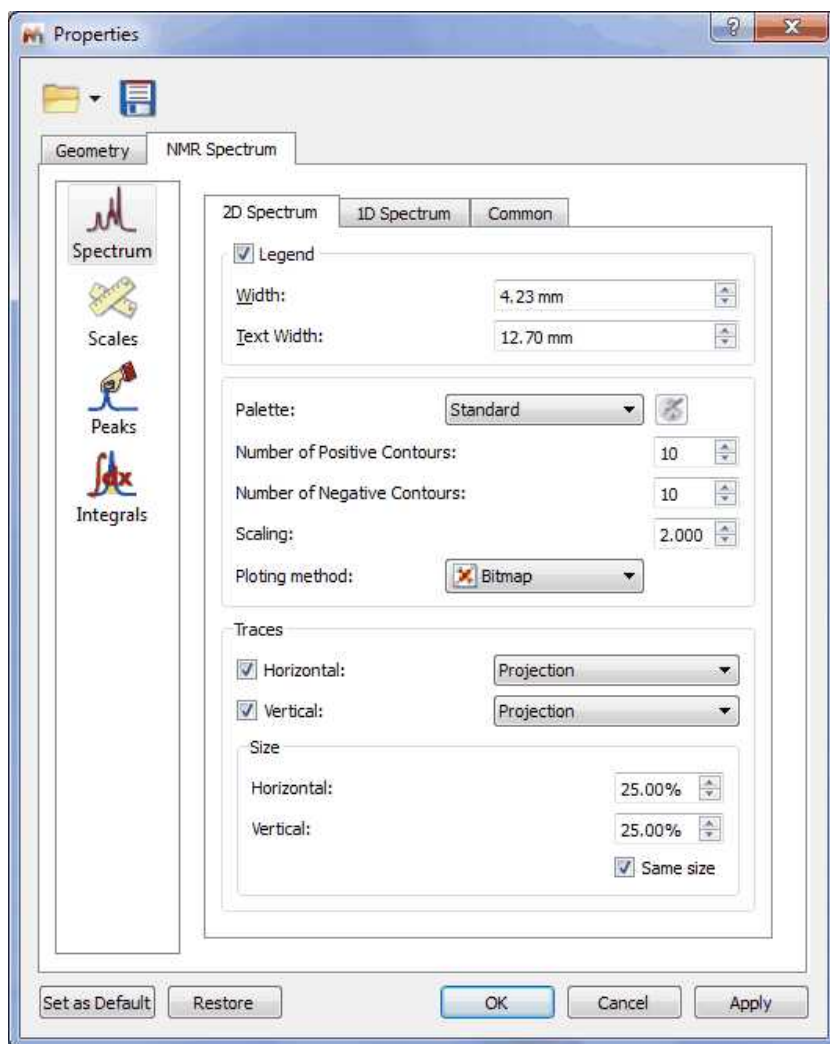 Properties
Geometry NMR Spectrum
Spectrum
Scales
Peaks
Integrals
2D Spectrum 1D Spectrum Common
Legend
Width: 4.23 mm
Text Width: 12.70 mm
Palette: Standard
Number of Positive Contours: 10
Number of Negative Contours: 10
Scaling: 2.000
Ploting method: Bitmap
Traces
Horizontal: Projection
Vertical: Projection
Size
Horizontal: 25.00%
Vertical: 25.00%
Same size
Set as Default Restore OK Cancel Apply